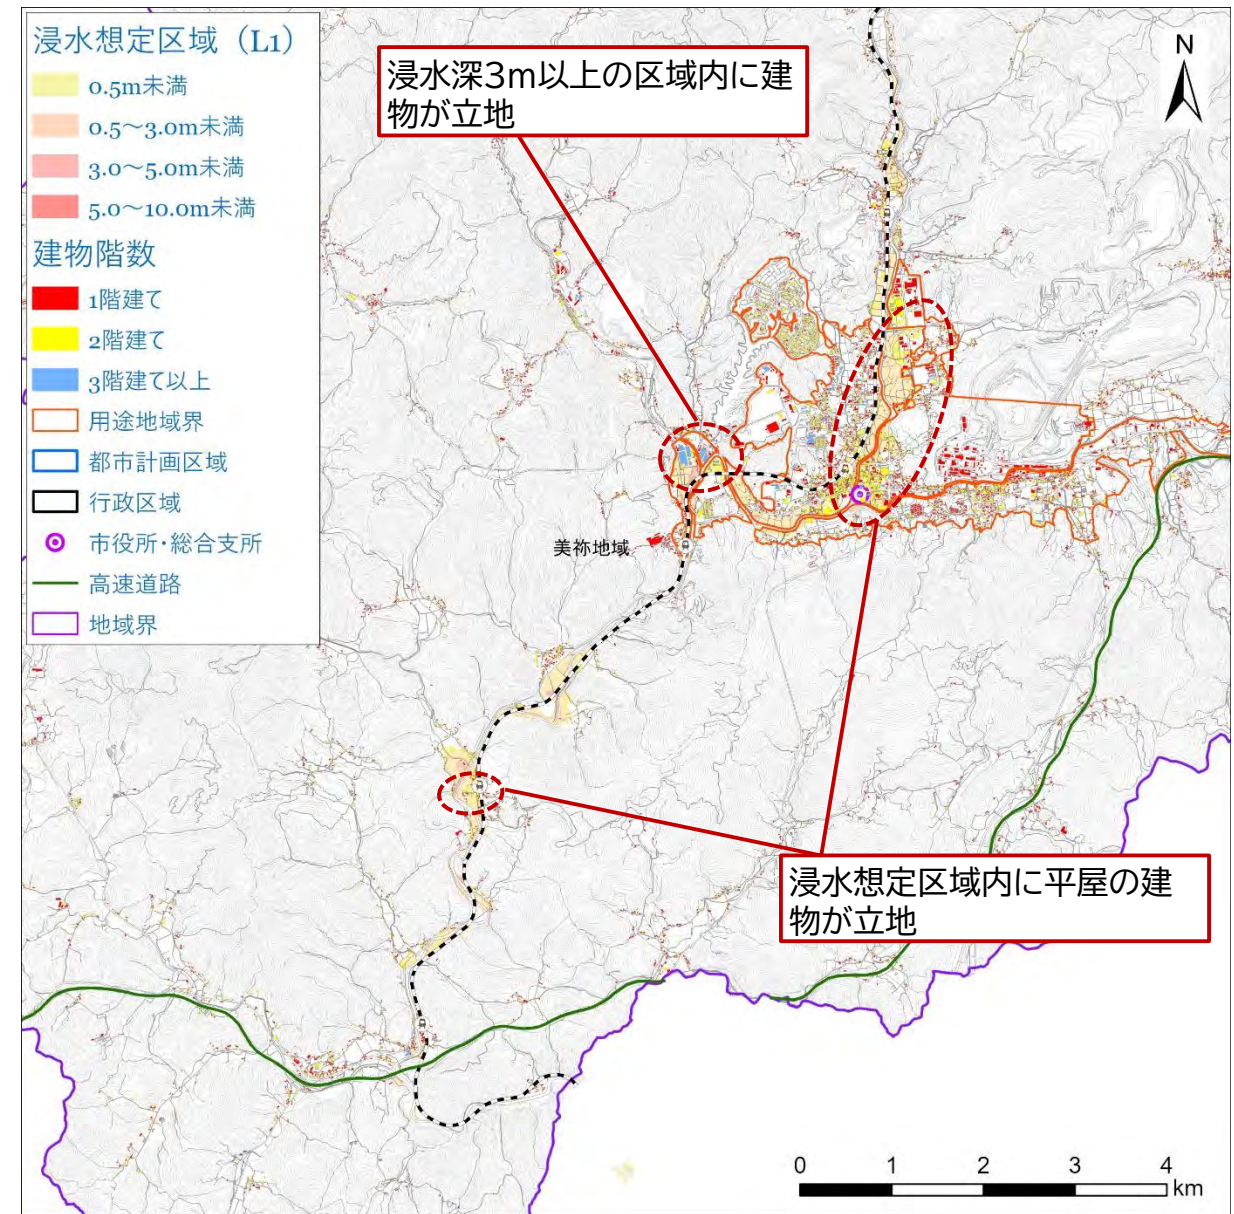 浸水想定区域（L1）
0.5m未満
0.5～3.0m未満
3.0～5.0m未満
5.0～10.0m未満
建物階数
1階建て
2階建て
3階建て以上
用途地域界
都市計画区域
行政区域
市役所・総合支所
高速道路
地域界
浸水深3m以上の区域内に建
物が立地
N
美祢地域
浸水想定区域内に平屋の建
物が立地
0 1 2 3 4
km